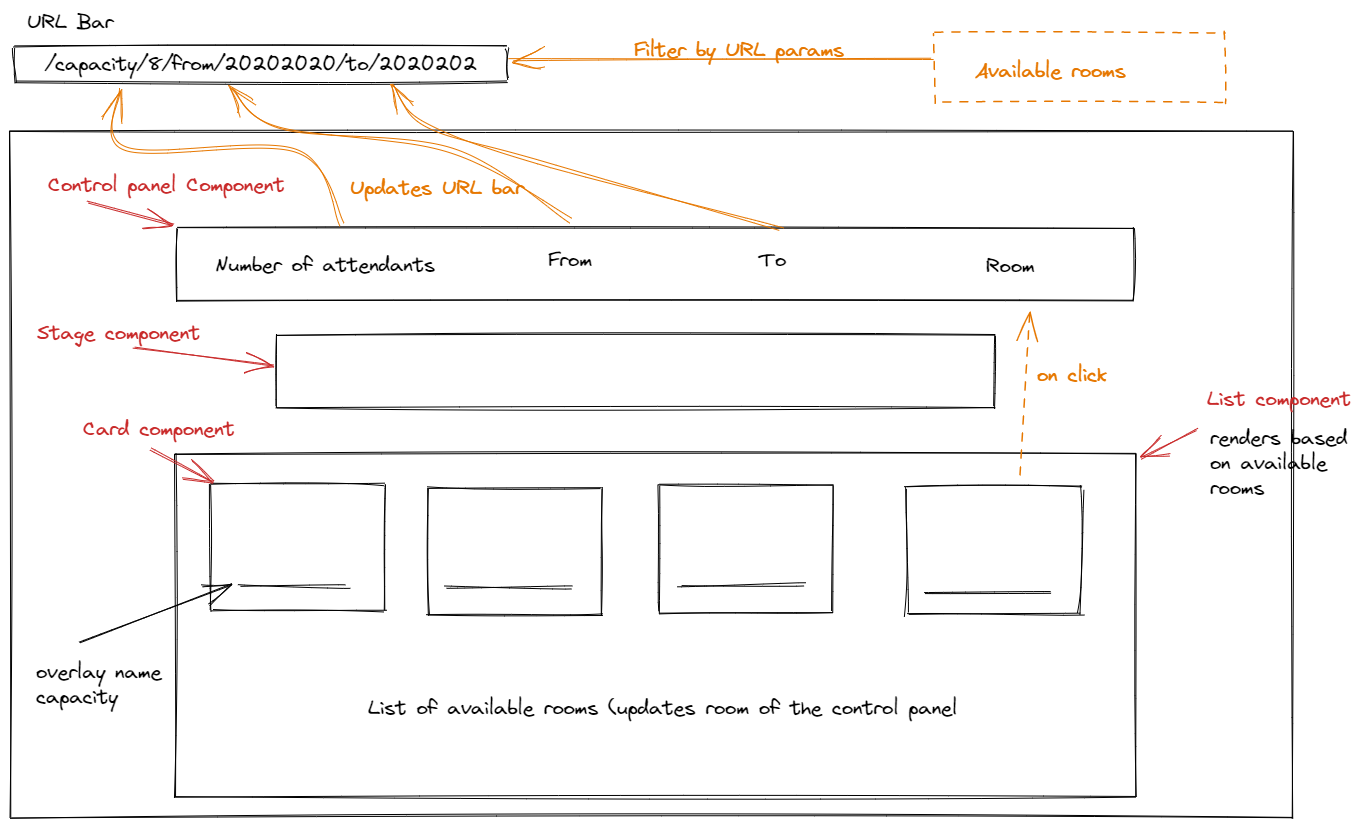 URL Bar
/capacity/8/from/20202020/to/2020202
Filter by URL params
Available rooms
Control panel Component
Updates URL bar
Number of attendants
From
To
Room
Stage component
on click
List component
renders based
on available
rooms
Card component
overlay name
capacity
List of available rooms (updates room of the control panel